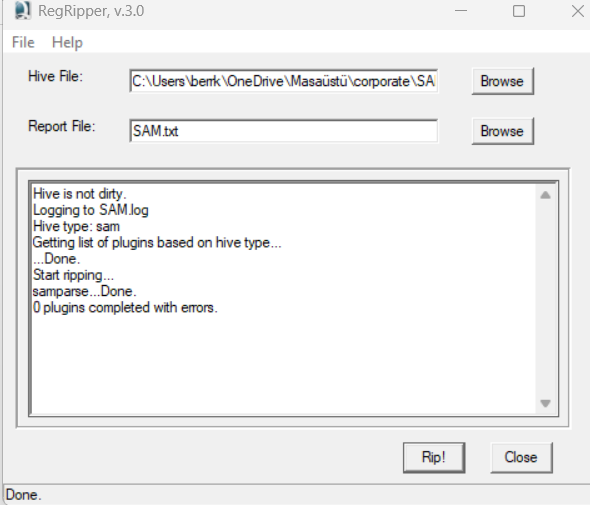 RegRipper, v.3.0
File Help
Hive File: C:\Users\berrk\OneDrive\Masaüstü\corporate\SA Browse
Report File: SAM.txt Browse
Hive is not dirty.
Logging to SAM.log
Hive type: sam
Getting list of plugins based on hive type...
...Done.
Start ripping...
samparse...Done.
0 plugins completed with errors.
Rip! Close
Done.